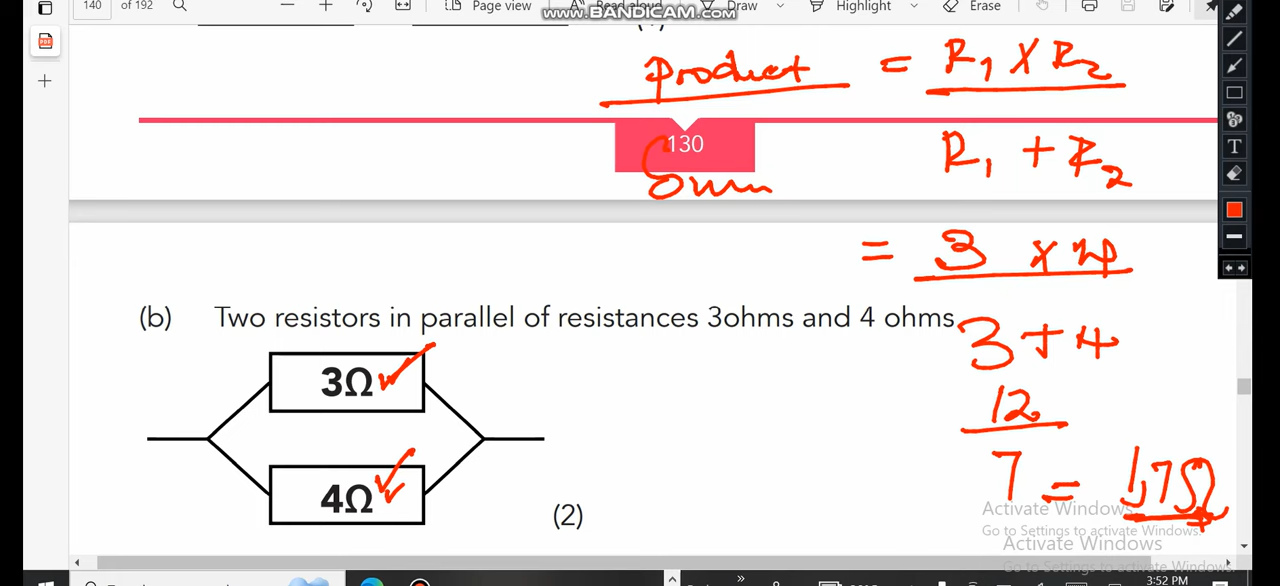 140 of 192 Page view Read aloud Draw Highlight Erase
www.BANDICAM.com
product = R1 X R2
130
Sum R1 + R2
= 3 x 4
(b) Two resistors in parallel of resistances 3ohms and 4 ohms
3 + 4
3Ω
12
7 = 1,7Ω
4Ω
(2)
Activate Windows
Go to Settings to activate Windows.
Activate Windows
Go to Settings to activate Windows.
3:52 PM